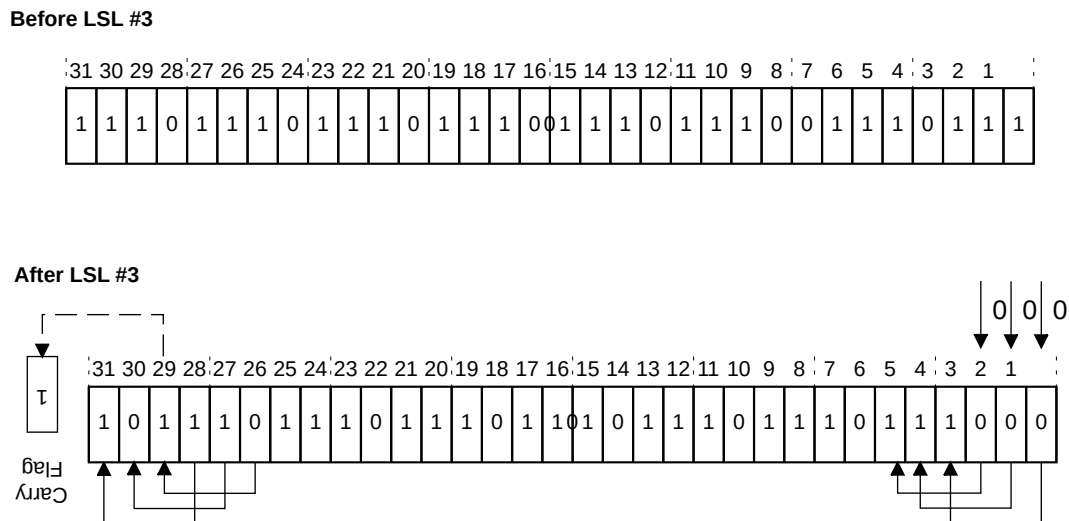 Before LSL #3
31 30 29 28 27 26 25 24 23 22 21 20 19 18 17 16 15 14 13 12 11 10 9 8 7 6 5 4 3 2 1
1 1 1 0 1 1 1 0 1 1 1 0 1 1 1 0 0 1 1 1 0 1 1 1 0 0 1 1 1 0 1 1 1
After LSL #3
0 0 0
31 30 29 28 27 26 25 24 23 22 21 20 19 18 17 16 15 14 13 12 11 10 9 8 7 6 5 4 3 2 1
1
1 0 1 1 1 0 1 1 1 0 1 1 1 0 1 1 0 1 0 1 1 1 0 1 1 1 0 1 1 1 0 0 0
Carry
Flag